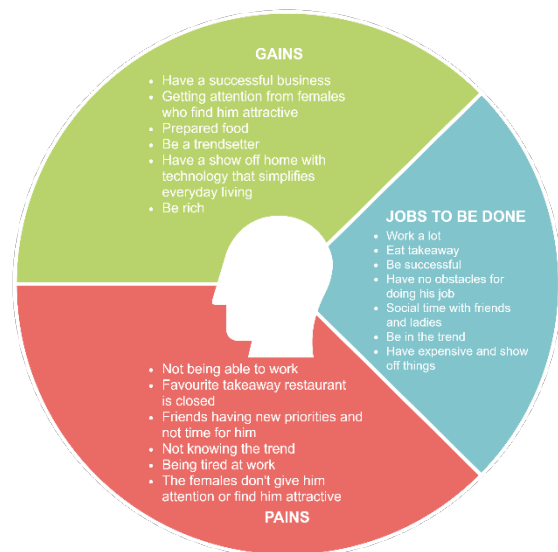 GAINS
• Have a successful business
• Getting attention from females
who find him attractive
• Prepared food
• Be a trendsetter
• Have a show off home with
technology that simplifies
everyday living
• Be rich
JOBS TO BE DONE
• Work a lot
• Eat takeaway
• Be successful
• Have no obstacles for
doing his job
• Social time with friends
and ladies
• Be in the trend
• Have expensive and show
off things
• Not being able to work
• Favourite takeaway restaurant
is closed
• Friends having new priorities and
not time for him
• Not knowing the trend
• Being tired at work
• The females don't give him
attention or find him attractive
PAINS